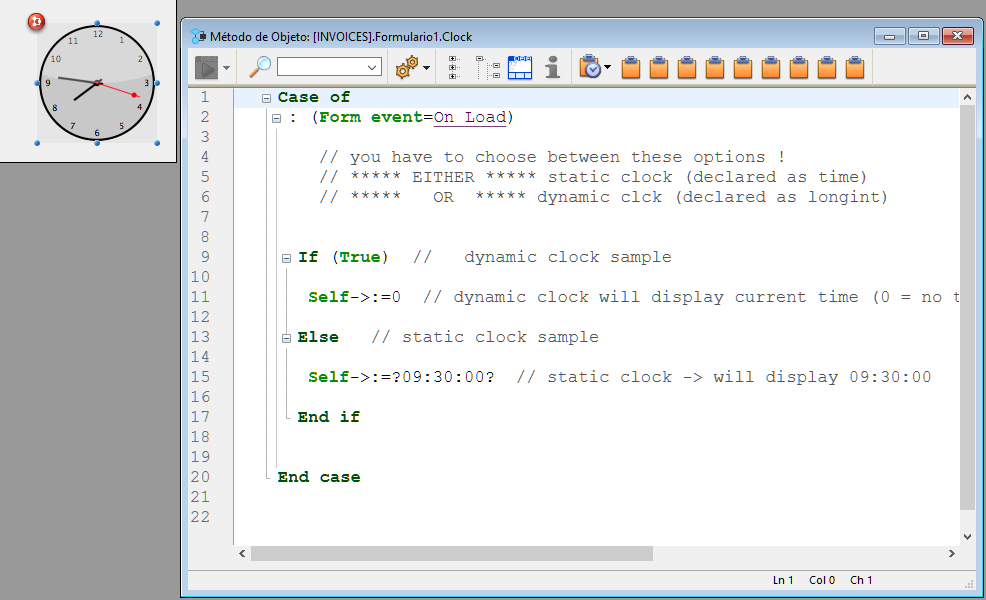 12
11
1
10
2
9
3
8
4
7
5
6
Método de Objeto: [INVOICES].Formulario1.Clock
1 Case of
2 : (Form event=On Load)
3
4 // you have to choose between these options !
5 // ***** EITHER ***** static clock (declared as time)
6 // ***** OR ***** dynamic clck (declared as longint)
7
8
9 If (True) // dynamic clock sample
10
11 Self->:=0 // dynamic clock will display current time (0 = no t
12
13 Else // static clock sample
14
15 Self->:=?09:30:00? // static clock -> will display 09:30:00
16
17 End if
18
19
20 End case
21
22
Ln 1 Col 0 Ch 1